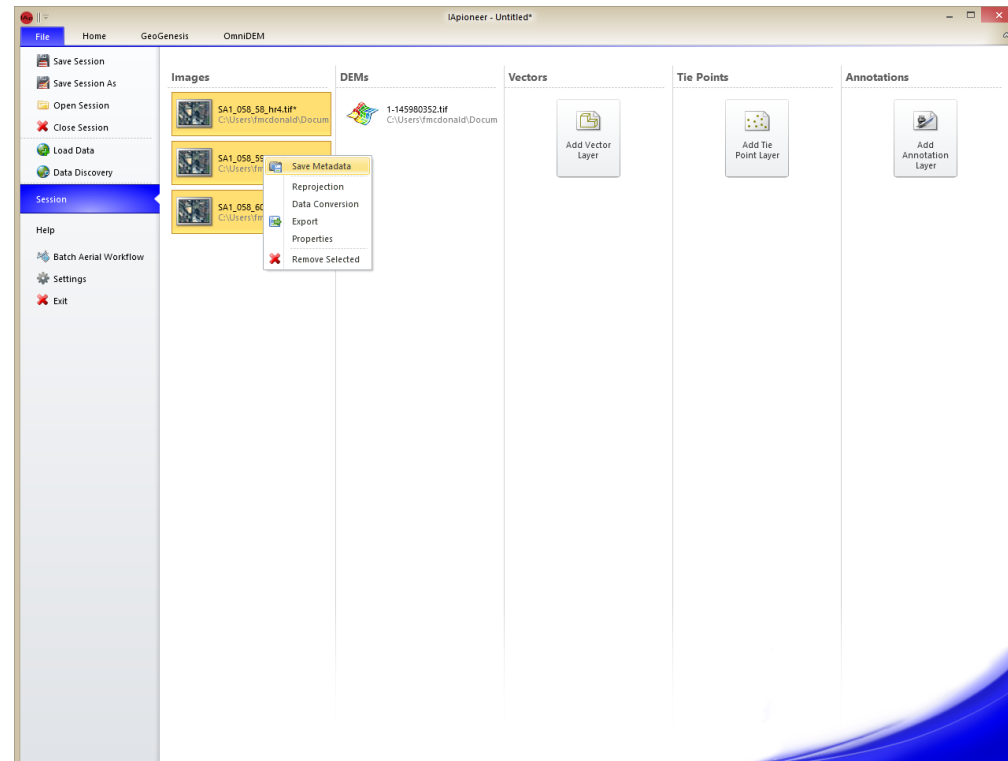 IApioneer - Untitled*
File
Home
GeoGenesis
OmniDEM
Save Session
Save Session As
Open Session
Close Session
Load Data
Data Discovery
Session
Help
Batch Aerial Workflow
Settings
Exit
Images
DEMs
Vectors
Tie Points
Annotations
SA1_058_58_hr4.tif*
C:\Users\fmcdonald\Docum
SA1_058_59
C:\Users\fm
SA1_058_60
C:\Users\fm
Save Metadata
Reprojection
Data Conversion
Export
Properties
Remove Selected
1-145980352.tif
C:\Users\fmcdonald\Docum
Add Vector
Layer
Add Tie
Point Layer
Add
Annotation
Layer